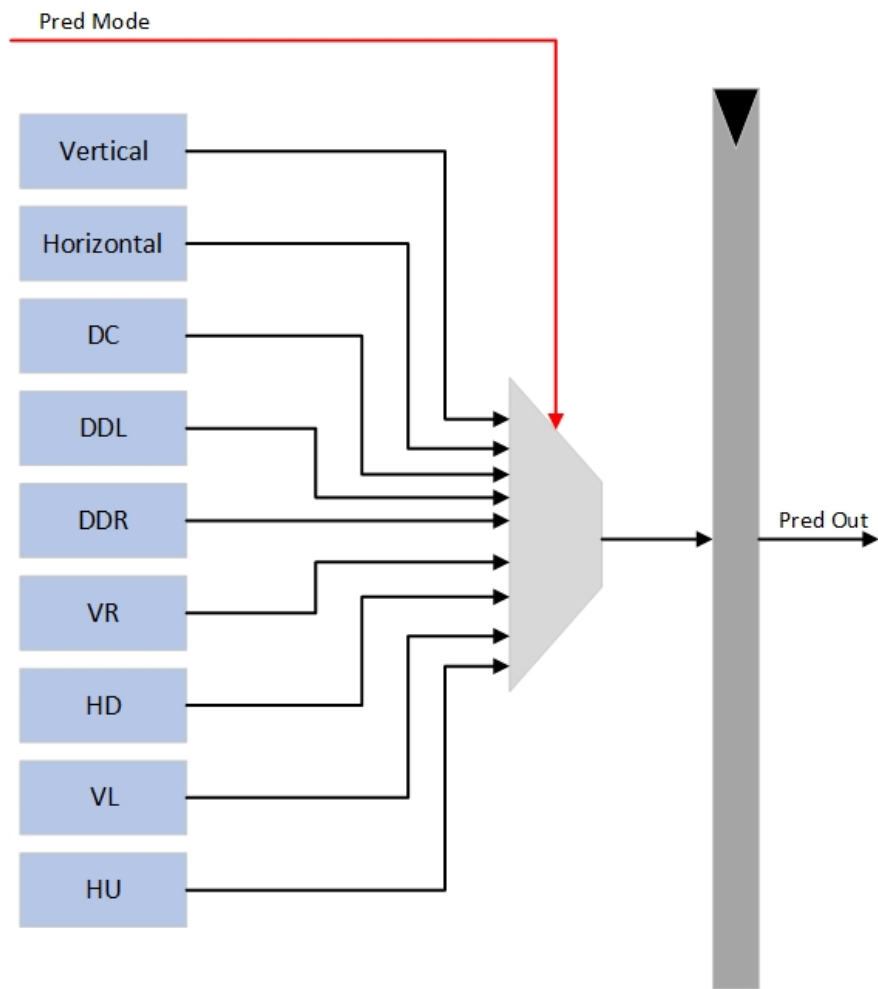 Pred Mode
Vertical
Horizontal
DC
DDL
DDR
VR
HD
VL
HU
Pred Out